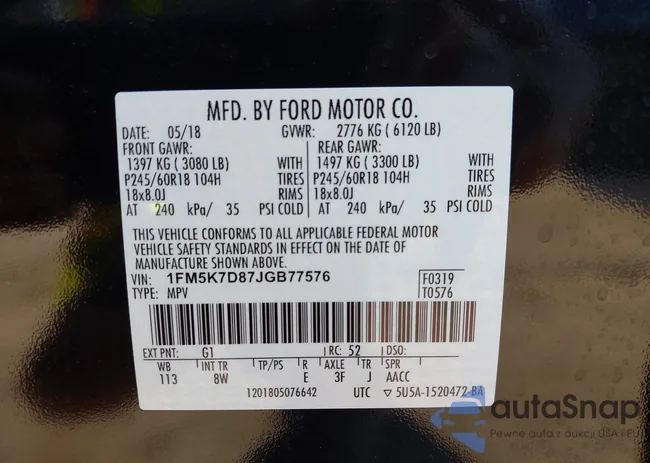 MFD. BY FORD MOTOR CO.
DATE: 05/18 GVWR: 2776 KG ( 6120 LB)
FRONT GAWR: REAR GAWR:
1397 KG ( 3080 LB) WITH 1497 KG ( 3300 LB) WITH
P245/60R18 104H TIRES P245/60R18 104H TIRES
18x8.0J RIMS 18x8.0J RIMS
AT 240 kPa/ 35 PSI COLD AT 240 kPa/ 35 PSI COLD
THIS VEHICLE CONFORMS TO ALL APPLICABLE FEDERAL MOTOR
VEHICLE SAFETY STANDARDS IN EFFECT ON THE DATE OF
MANUFACTURE SHOWN ABOVE.
VIN: 1FM5K7D87JGB77576 F0319
TYPE: MPV T0576
EXT PNT: G1 RC: 52 DSO:
WB INT TR TP/PS R AXLE TR SPR
113 8W E 3F J AACC
1201805076642 UTC ▽ 5U5A-1520472-BA
autaSnap
Pewne auta z aukcji USA i EU